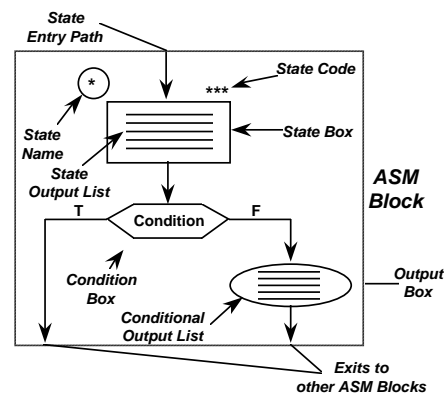 State
Entry Path
*
***
State Code
State
Name
State Box
State
Output List
ASM
Block
T
Condition
F
Condition
Box
Output
Box
Conditional
Output List
Exits to
other ASM Blocks